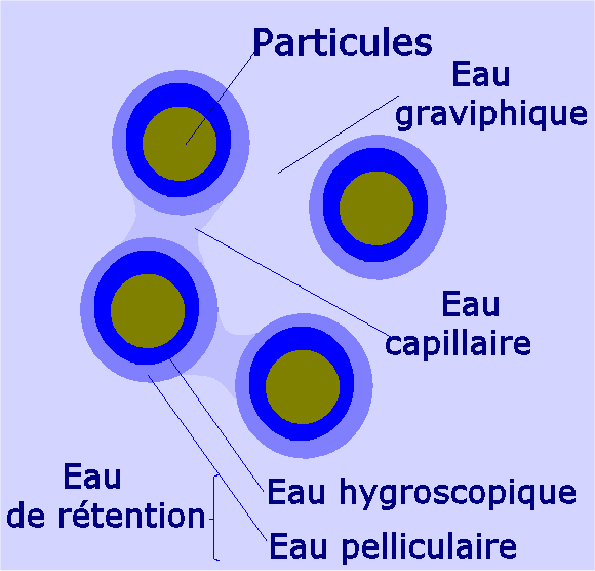 Particules
Eau
graviphique
Eau
capillaire
Eau
de rétention
Eau hygroscopique
Eau pelliculaire